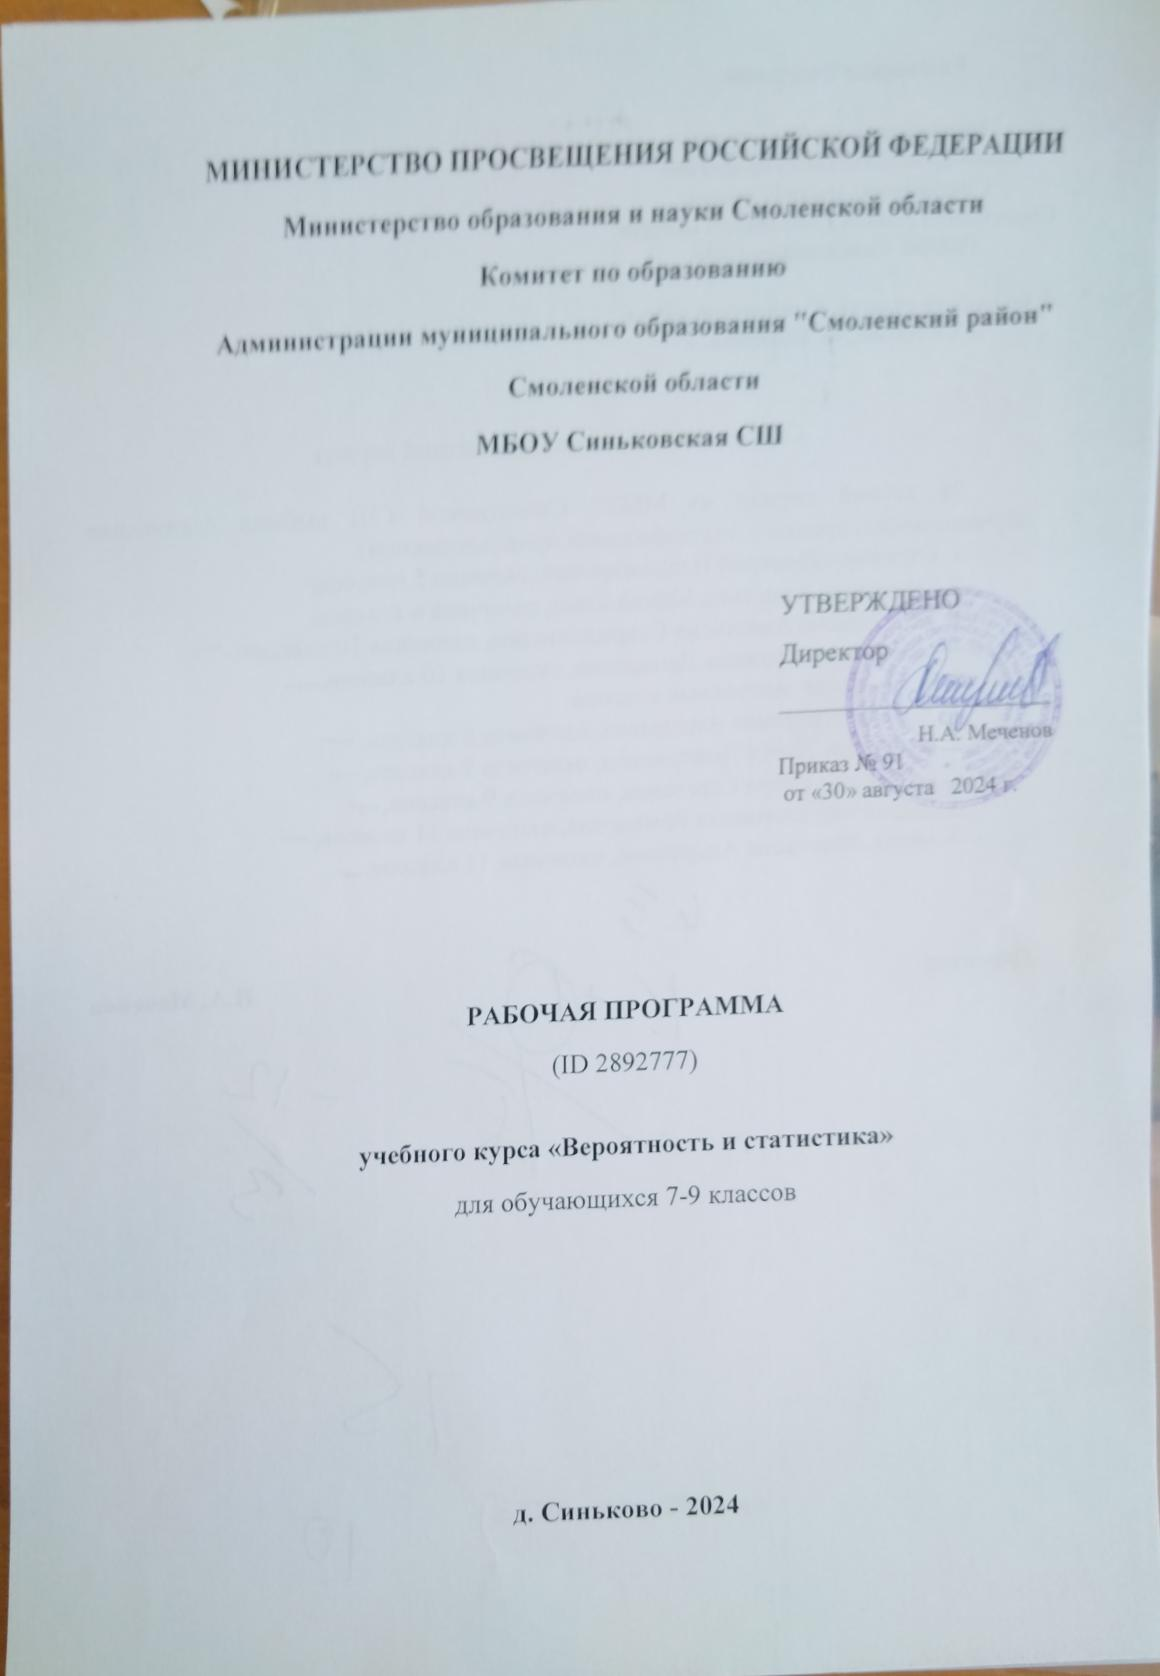 МИНИСТЕРСТВО ПРОСВЕЩЕНИЯ РОССИЙСКОЙ ФЕДЕРАЦИИ
Министерство образования и науки Смоленской области
Комитет по образованию
Администрации муниципального образования "Смоленский район"
Смоленской области
МБОУ Синьковская СШ
УТВЕРЖДЕНО
Директор
Н.А. Меченов
Приказ № 91
от «30» августа 2024 г.
РАБОЧАЯ ПРОГРАММА
(ID 2892777)
учебного курса «Вероятность и статистика»
для обучающихся 7-9 классов
д. Синьково - 2024